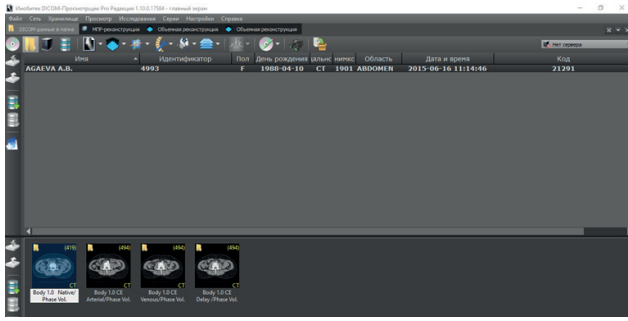 Инобитек DICOM-Просмотрщик Pro Редакция 1.10.0.17584 - главный экран
Файл Хранилище Просмотр Исследования Серии Настройки Справка
DICOM-данные в папке МПР-реконструкция Объемная реконструкция Объемная реконструкция
Нет сервера
Имя Идентификатор Пол День рождения дальнс нимкс Область Дата и время Код
AGAEVA A.B. 4993 F 1988-04-10 CT 1901 ABDOMEN 2015-06-16 11:14:46 21291
(419) (494) (494) (494)
CT CT CT CT
Body 1.0 Native/ Body 1.0 CE Body 1.0 CE Body 1.0 CE
Phase Vol. Arterial/Phase Vol. Venous/Phase Vol. Delay /Phase Vol.